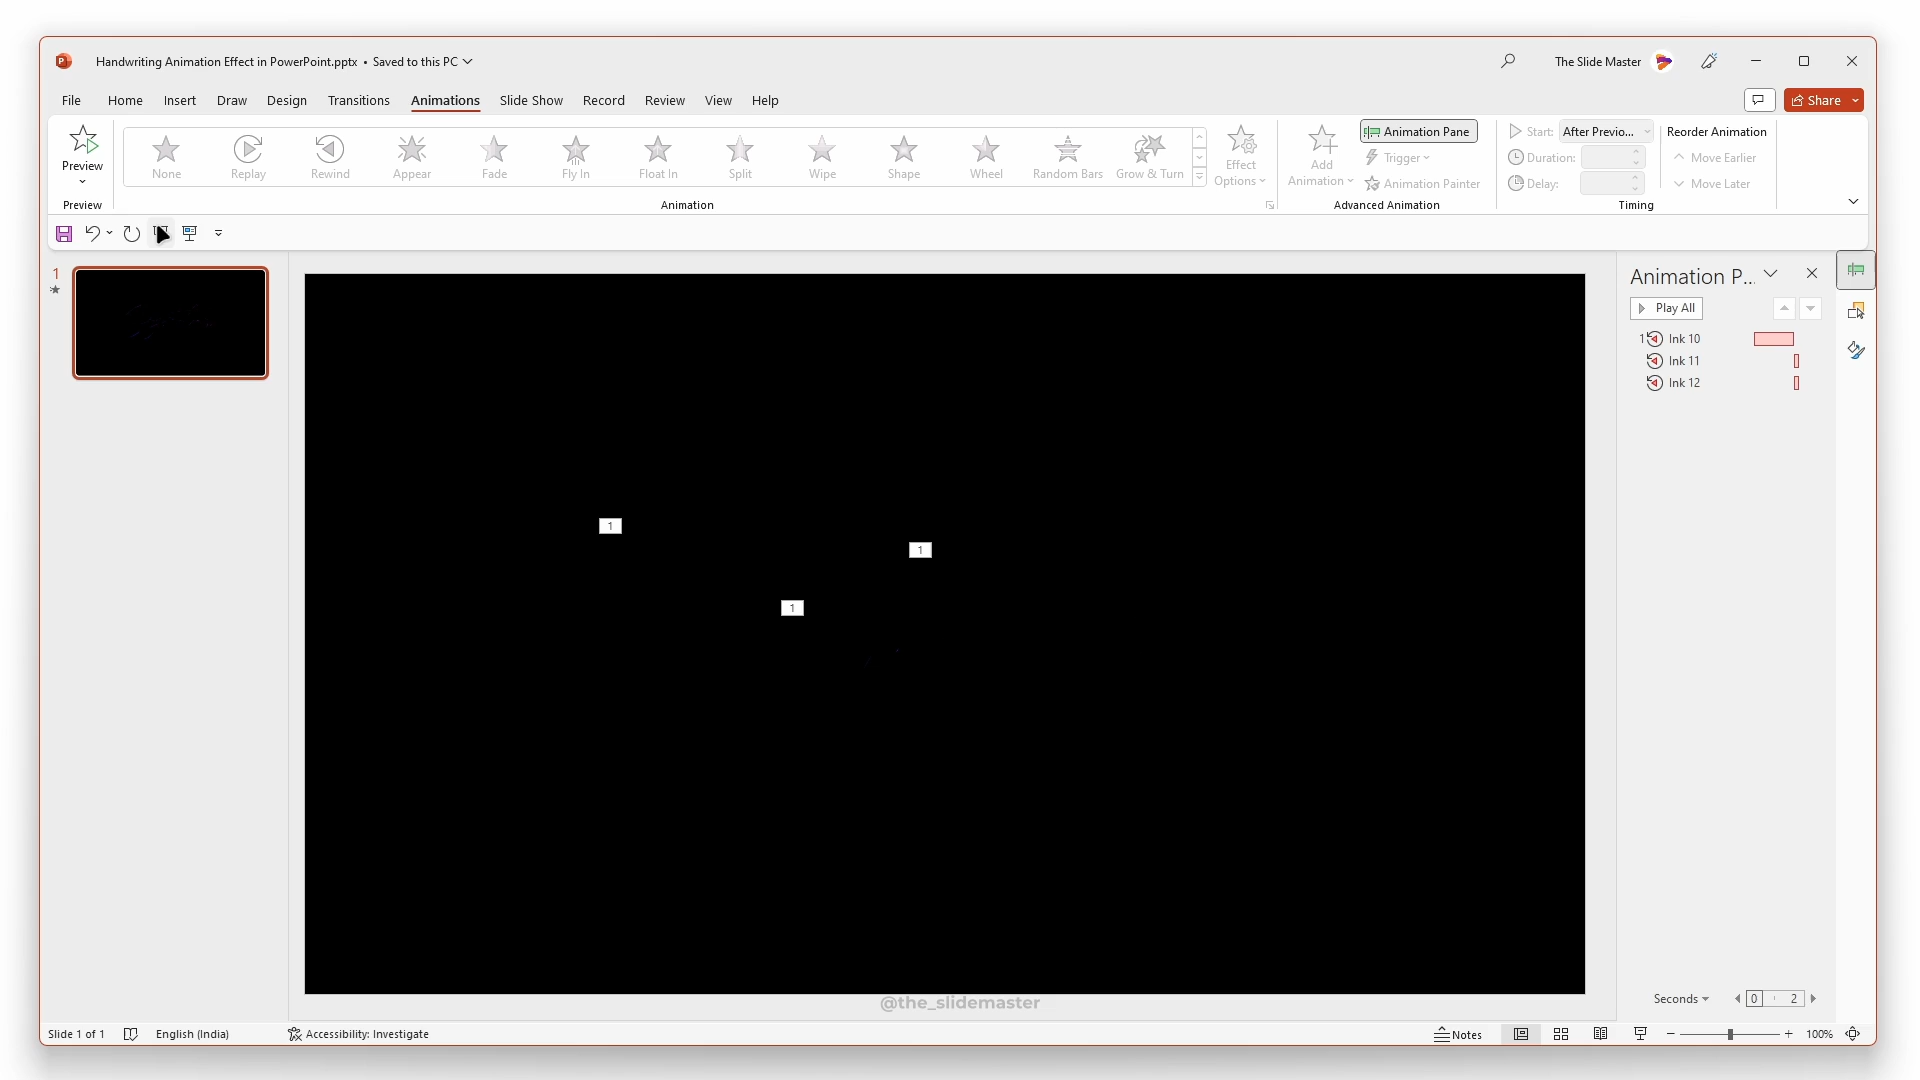 Handwriting Animation Effect in PowerPoint.pptx • Saved to this PC
The Slide Master
File Home Insert Draw Design Transitions Animations Slide Show Record Review View Help
Share
Preview
None Replay Rewind Appear Fade Fly In Float In Split Wipe Shape Wheel Random Bars Grow & Turn
Effect Options
Add Animation
Animation Pane
Trigger
Animation Painter
Start: After Previo...
Duration:
Delay:
Reorder Animation
Move Earlier
Move Later
Preview Animation Advanced Animation Timing
1
1
1
1
Animation P...
Play All
1 Ink 10
Ink 11
Ink 12
Seconds 0 2
@the_slidemaster
Slide 1 of 1 English (India) Accessibility: Investigate Notes 100%